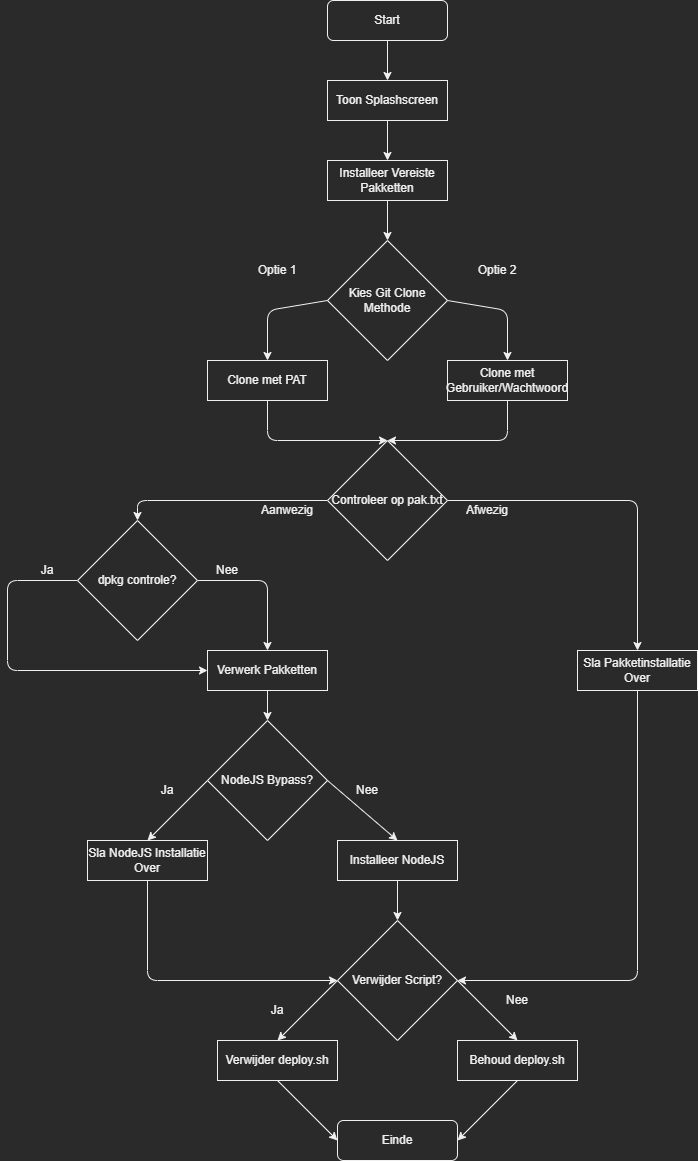 Start
Toon Splashscreen
Installeer Vereiste
Pakketten
Optie 1
Optie 2
Kies Git Clone
Methode
Clone met PAT
Clone met
Gebruiker/Wachtwoord
Controleer op pak.txt
Aanwezig
Afwezig
Ja
dpkg controle?
Nee
Verwerk Pakketten
Sla Pakketinstallatie
Over
NodeJS Bypass?
Ja
Nee
Sla NodeJS Installatie
Over
Installeer NodeJS
Verwijder Script?
Ja
Nee
Verwijder deploy.sh
Behoud deploy.sh
Einde